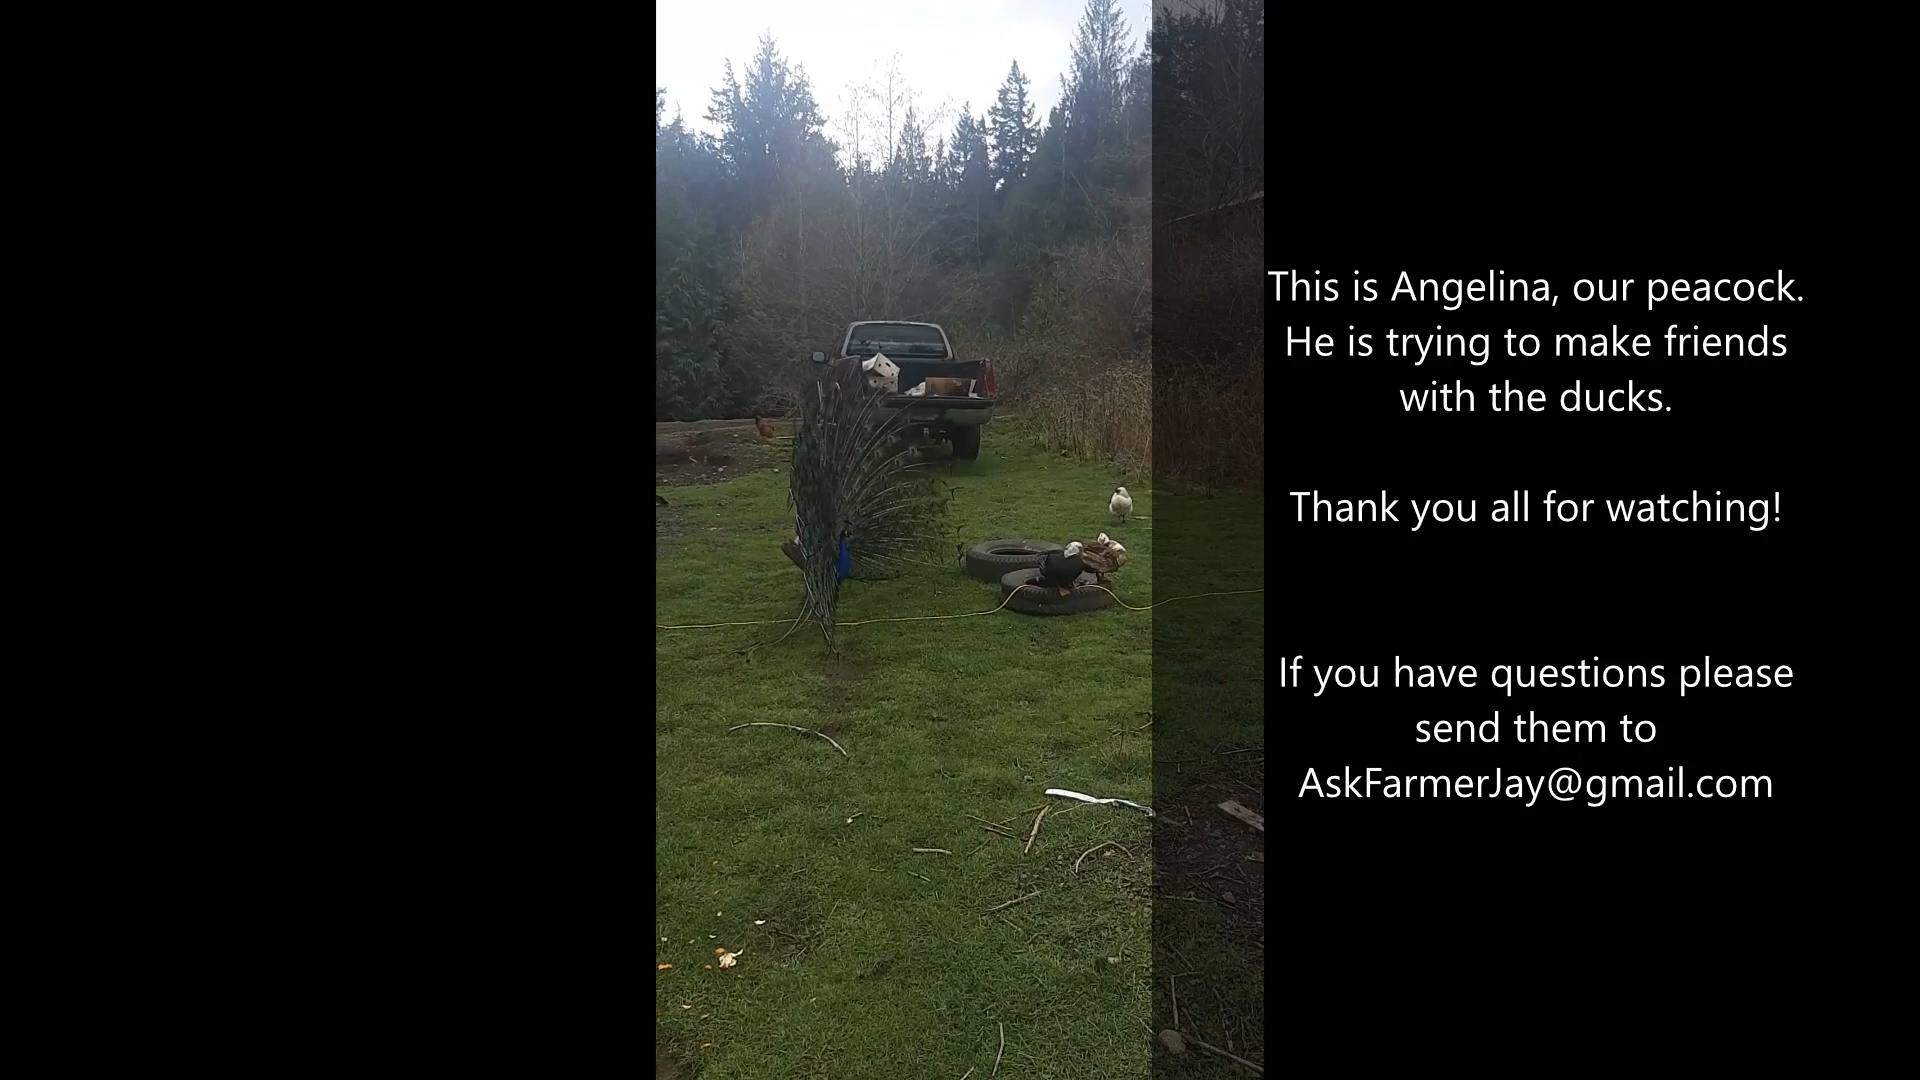 This is Angelina, our peacock.
He is trying to make friends
with the ducks.
Thank you all for watching!
If you have questions please
send them to
AskFarmerJay@gmail.com